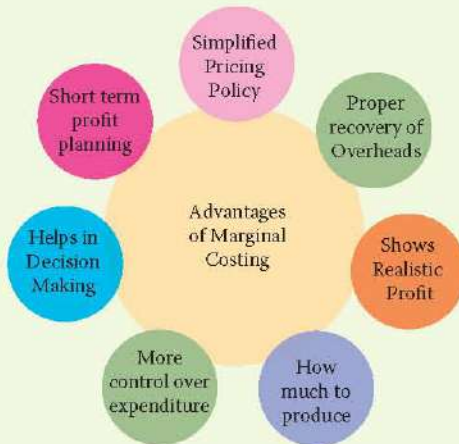 Simplified
Pricing
Policy
Proper
recovery of
Overheads
Shows
Realistic
Profit
How
much to
produce
More
control over
expenditure
Helps in
Decision
Making
Short term
profit
planning
Advantages
of Marginal
Costing